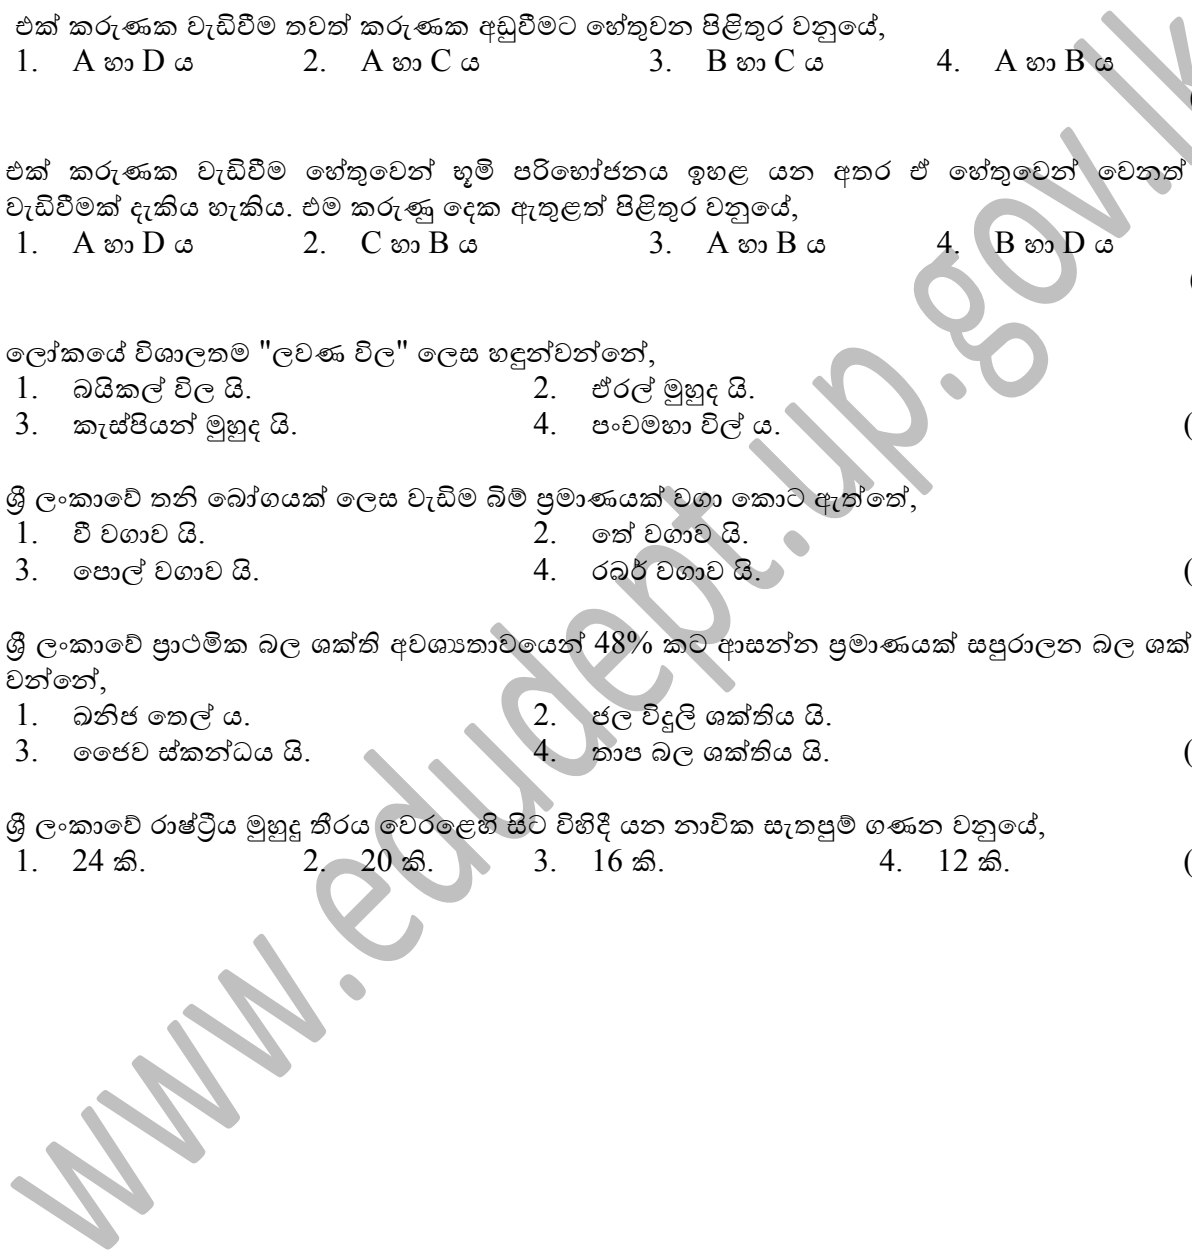 එක් කරුණක වැඩිවීම තවත් කරුණක අඩුවීමට හේතුවන පිළිතුර වනුයේ,
1. A හා D ය 2. A හා C ය 3. B හා C ය 4. A හා B ය
(
එක් කරුණක වැඩිවීම හේතුවෙන් භූමි පරිභෝජනය ඉහළ යන අතර ඒ හේතුවෙන් වෙනත්
වැඩිවීමක් දැකිය හැකිය. එම කරුණු දෙක ඇතුළත් පිළිතුර වනුයේ,
1. A හා D ය 2. C හා B ය 3. A හා B ය 4. B හා D ය
(
ලෝකයේ විශාලතම "ලවණ විල" ලෙස හඳුන්වන්නේ,
1. බයිකල් විල යි. 2. ඒරල් මුහුද යි.
3. කැස්පියන් මුහුද යි. 4. පංචමහා විල් ය. (
ශ්‍රී ලංකාවේ තනි බෝගයක් ලෙස වැඩිම බිම් ප්‍රමාණයක් වගා කොට ඇත්තේ,
1. වී වගාව යි. 2. තේ වගාව යි.
3. පොල් වගාව යි. 4. රබර් වගාව යි. (
ශ්‍රී ලංකාවේ ප්‍රාථමික බල ශක්ති අවශ්‍යතාවයෙන් 48% කට ආසන්න ප්‍රමාණයක් සපුරාලන බල ශක්
වන්නේ,
1. ඛනිජ තෙල් ය. 2. ජල විදුලි ශක්තිය යි.
3. ජෛව ස්කන්ධය යි. 4. තාප බල ශක්තිය යි. (
ශ්‍රී ලංකාවේ රාෂ්ට්‍රීය මුහුදු තීරය වෙරළෙහි සිට විහිදී යන නාවික සැතපුම් ගණන වනුයේ,
1. 24 කි. 2. 20 කි. 3. 16 කි. 4. 12 කි. (
www.edudept.up.gov.lk